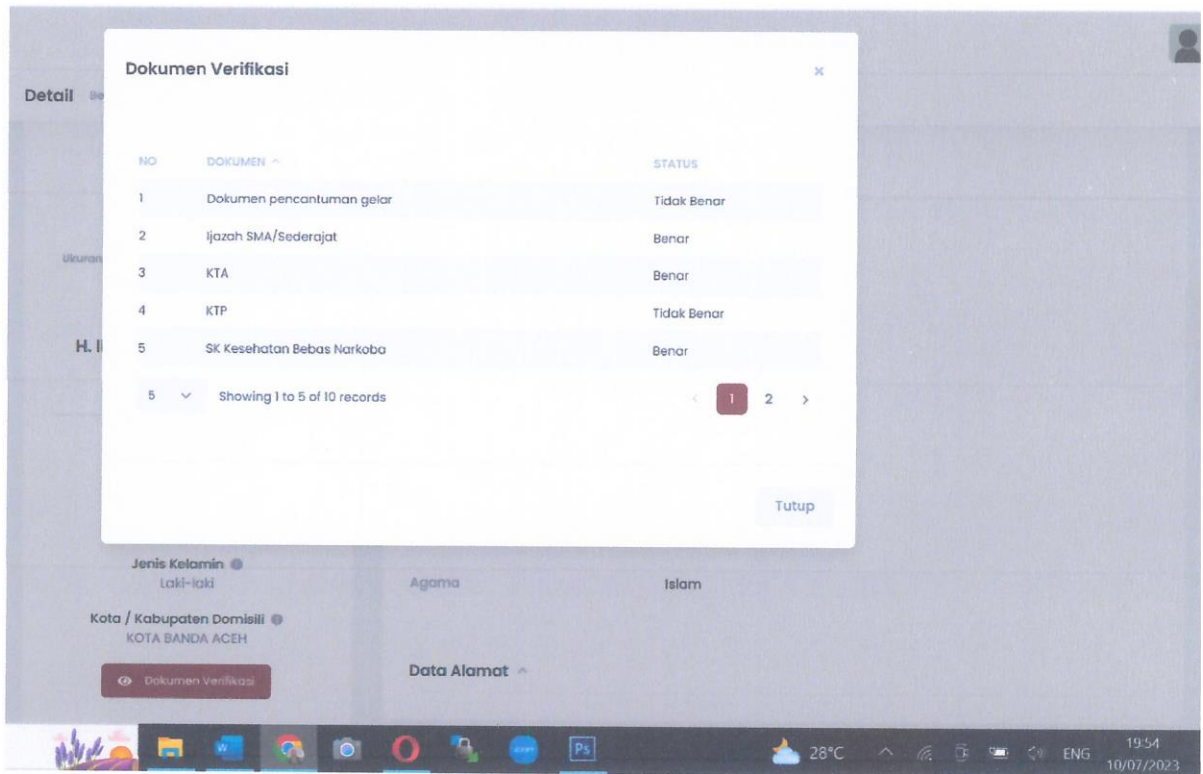 Dokumen Verifikasi ×
Detail
NO DOKUMEN STATUS
1 Dokumen pencantuman gelar Tidak Benar
2 Ijazah SMA/Sederajat Benar
Ukuran
3 KTA Benar
4 KTP Tidak Benar
H.
5 SK Kesehatan Bebas Narkoba Benar
5 Showing 1 to 5 of 10 records < 1 2 >
Tutup
Jenis Kelamin
Laki-laki
Agama Islam
Kota / Kabupaten Domisili
KOTA BANDA ACEH
Data Alamat
Dokumen Verifikasi
W zoom Ps 28°C ENG 19:54
10/07/2023